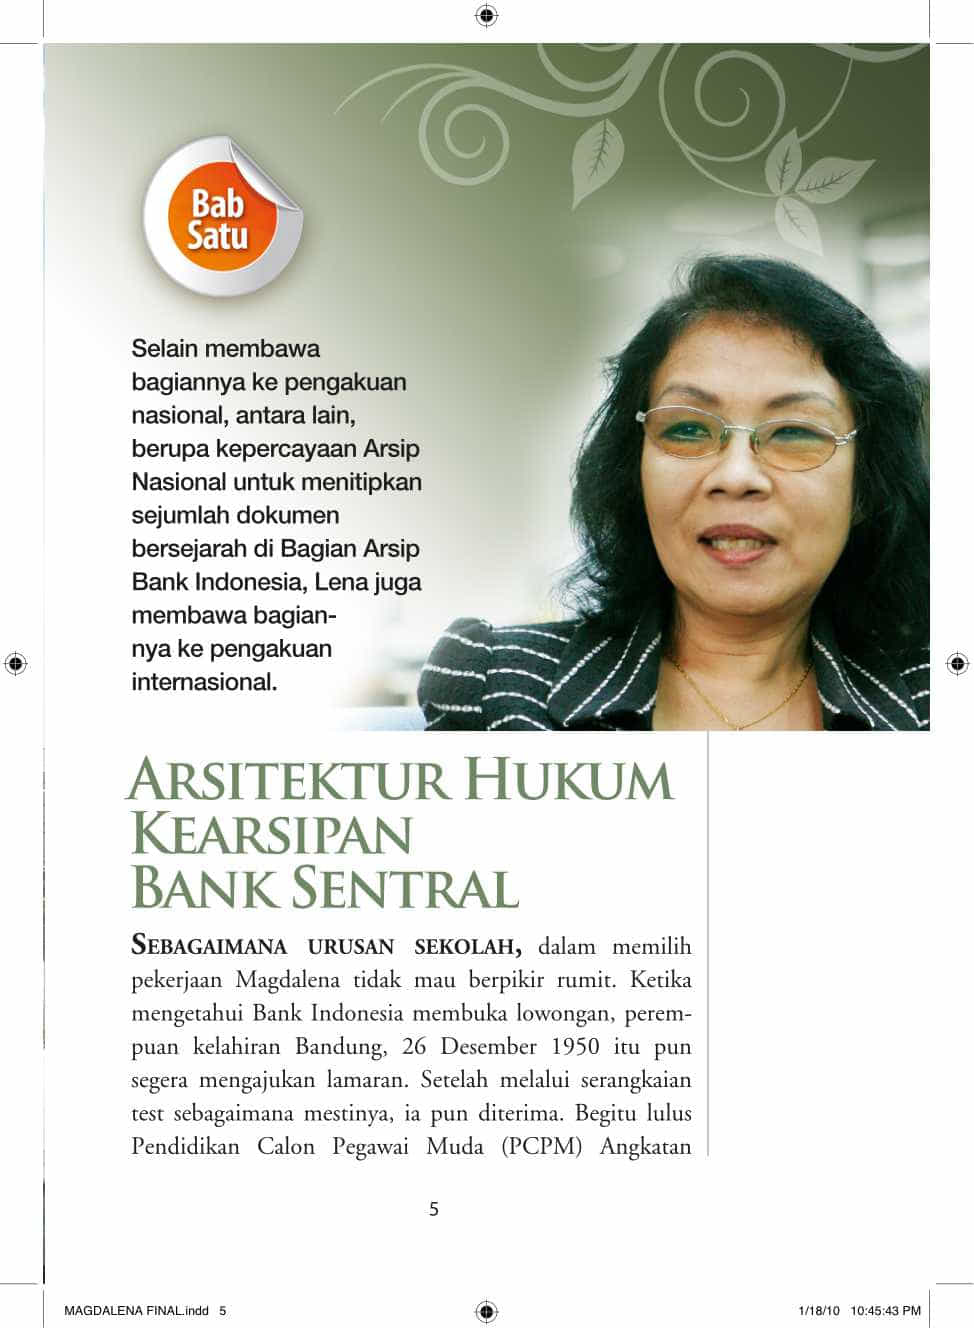 Bab
Satu
Selain membawa
bagiannya ke pengakuan
nasional, antara lain,
berupa kepercayaan Arsip
Nasional untuk menitipkan
sejumlah dokumen
bersejarah di Bagian Arsip
Bank Indonesia, Lena juga
membawa bagian-
nya ke pengakuan
internasional.
ARSITEKTUR HUKUM
KEARSIPAN
BANK SENTRAL
SEBAGAIMANA URUSAN SEKOLAH, dalam memilih
pekerjaan Magdalena tidak mau berpikir rumit. Ketika
mengetahui Bank Indonesia membuka lowongan, perem-
puan kelahiran Bandung, 26 Desember 1950 itu pun
segera mengajukan lamaran. Setelah melalui serangkaian
test sebagaimana mestinya, ia pun diterima. Begitu lulus
Pendidikan Calon Pegawai Muda (PCPM) Angkatan
5
MAGDALENA FINAL.indd 5
1/18/10 10:45:43 PM